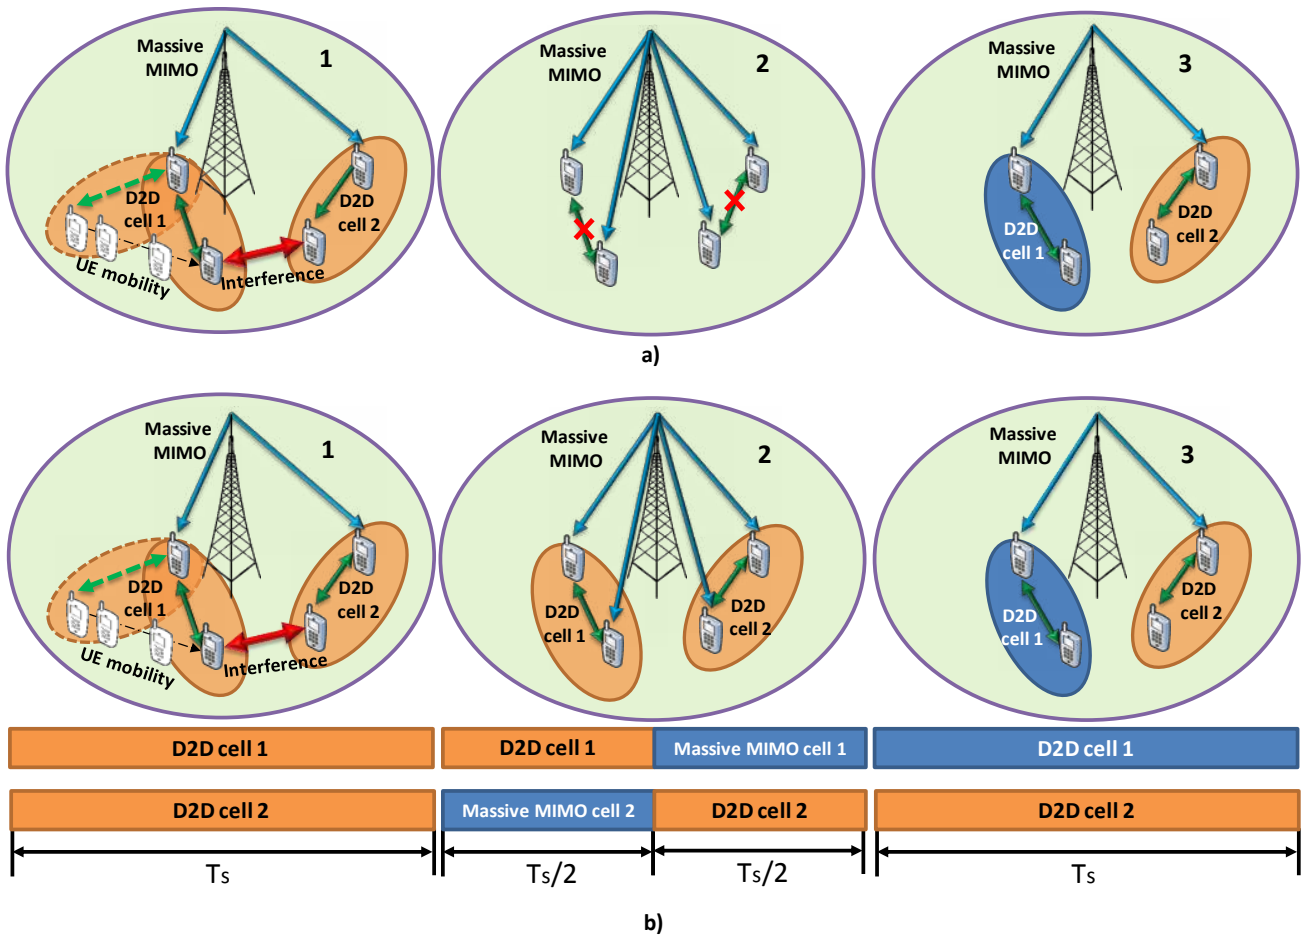 Massive
MIMO
1
D2D
cell 1
D2D
cell 2
UE mobility
Interference
Massive
MIMO
2
Massive
MIMO
3
D2D
cell 1
D2D
cell 2
a)
Massive
MIMO
1
D2D
cell 1
D2D
cell 2
UE mobility
Interference
Massive
MIMO
2
D2D
cell 1
D2D
cell 2
Massive
MIMO
3
D2D
cell 1
D2D
cell 2
D2D cell 1
D2D cell 1
Massive MIMO cell 1
D2D cell 1
D2D cell 2
Massive MIMO cell 2
D2D cell 2
D2D cell 2
Ts
Ts/2
Ts/2
Ts
b)